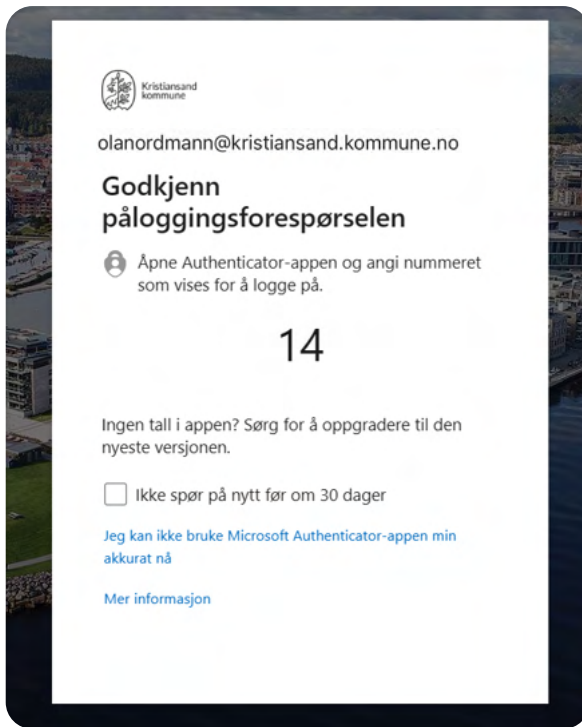 Kristiansand
kommune
olanordmann@kristiansand.kommune.no
Godkjenn
påloggingsforespørselen
Åpne Authenticator-appen og angi nummeret
som vises for å logge på.
14
Ingen tall i appen? Sørg for å oppgradere til den
nyeste versjonen.
Ikke spør på nytt før om 30 dager
Jeg kan ikke bruke Microsoft Authenticator-appen min
akkurat nå
Mer informasjon